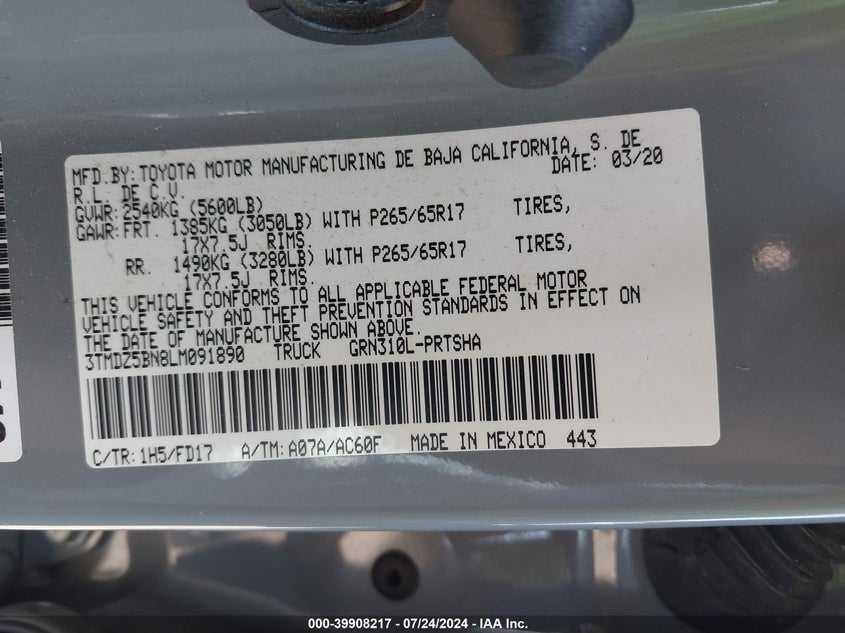 MFD.BY:TOYOTA MOTOR MANUFACTURING DE BAJA CALIFORNIA, S. DE
R.L. DE C.V. DATE: 03/20
GVWR:2540KG (5600LB)
GAWR:FRT. 1385KG (3050LB) WITH P265/65R17 TIRES,
17X7.5J RIMS.
RR. 1490KG (3280LB) WITH P265/65R17 TIRES,
17X7.5J RIMS.
THIS VEHICLE CONFORMS TO ALL APPLICABLE FEDERAL MOTOR
VEHICLE SAFETY AND THEFT PREVENTION STANDARDS IN EFFECT ON
THE DATE OF MANUFACTURE SHOWN ABOVE.
3TMDZ5BN8LM091890 TRUCK GRN310L-PRTSHA
C/TR:1H5/FD17 A/TM:A07A/AC60F MADE IN MEXICO 443
000-39908217 - 07/24/2024 - IAA Inc.